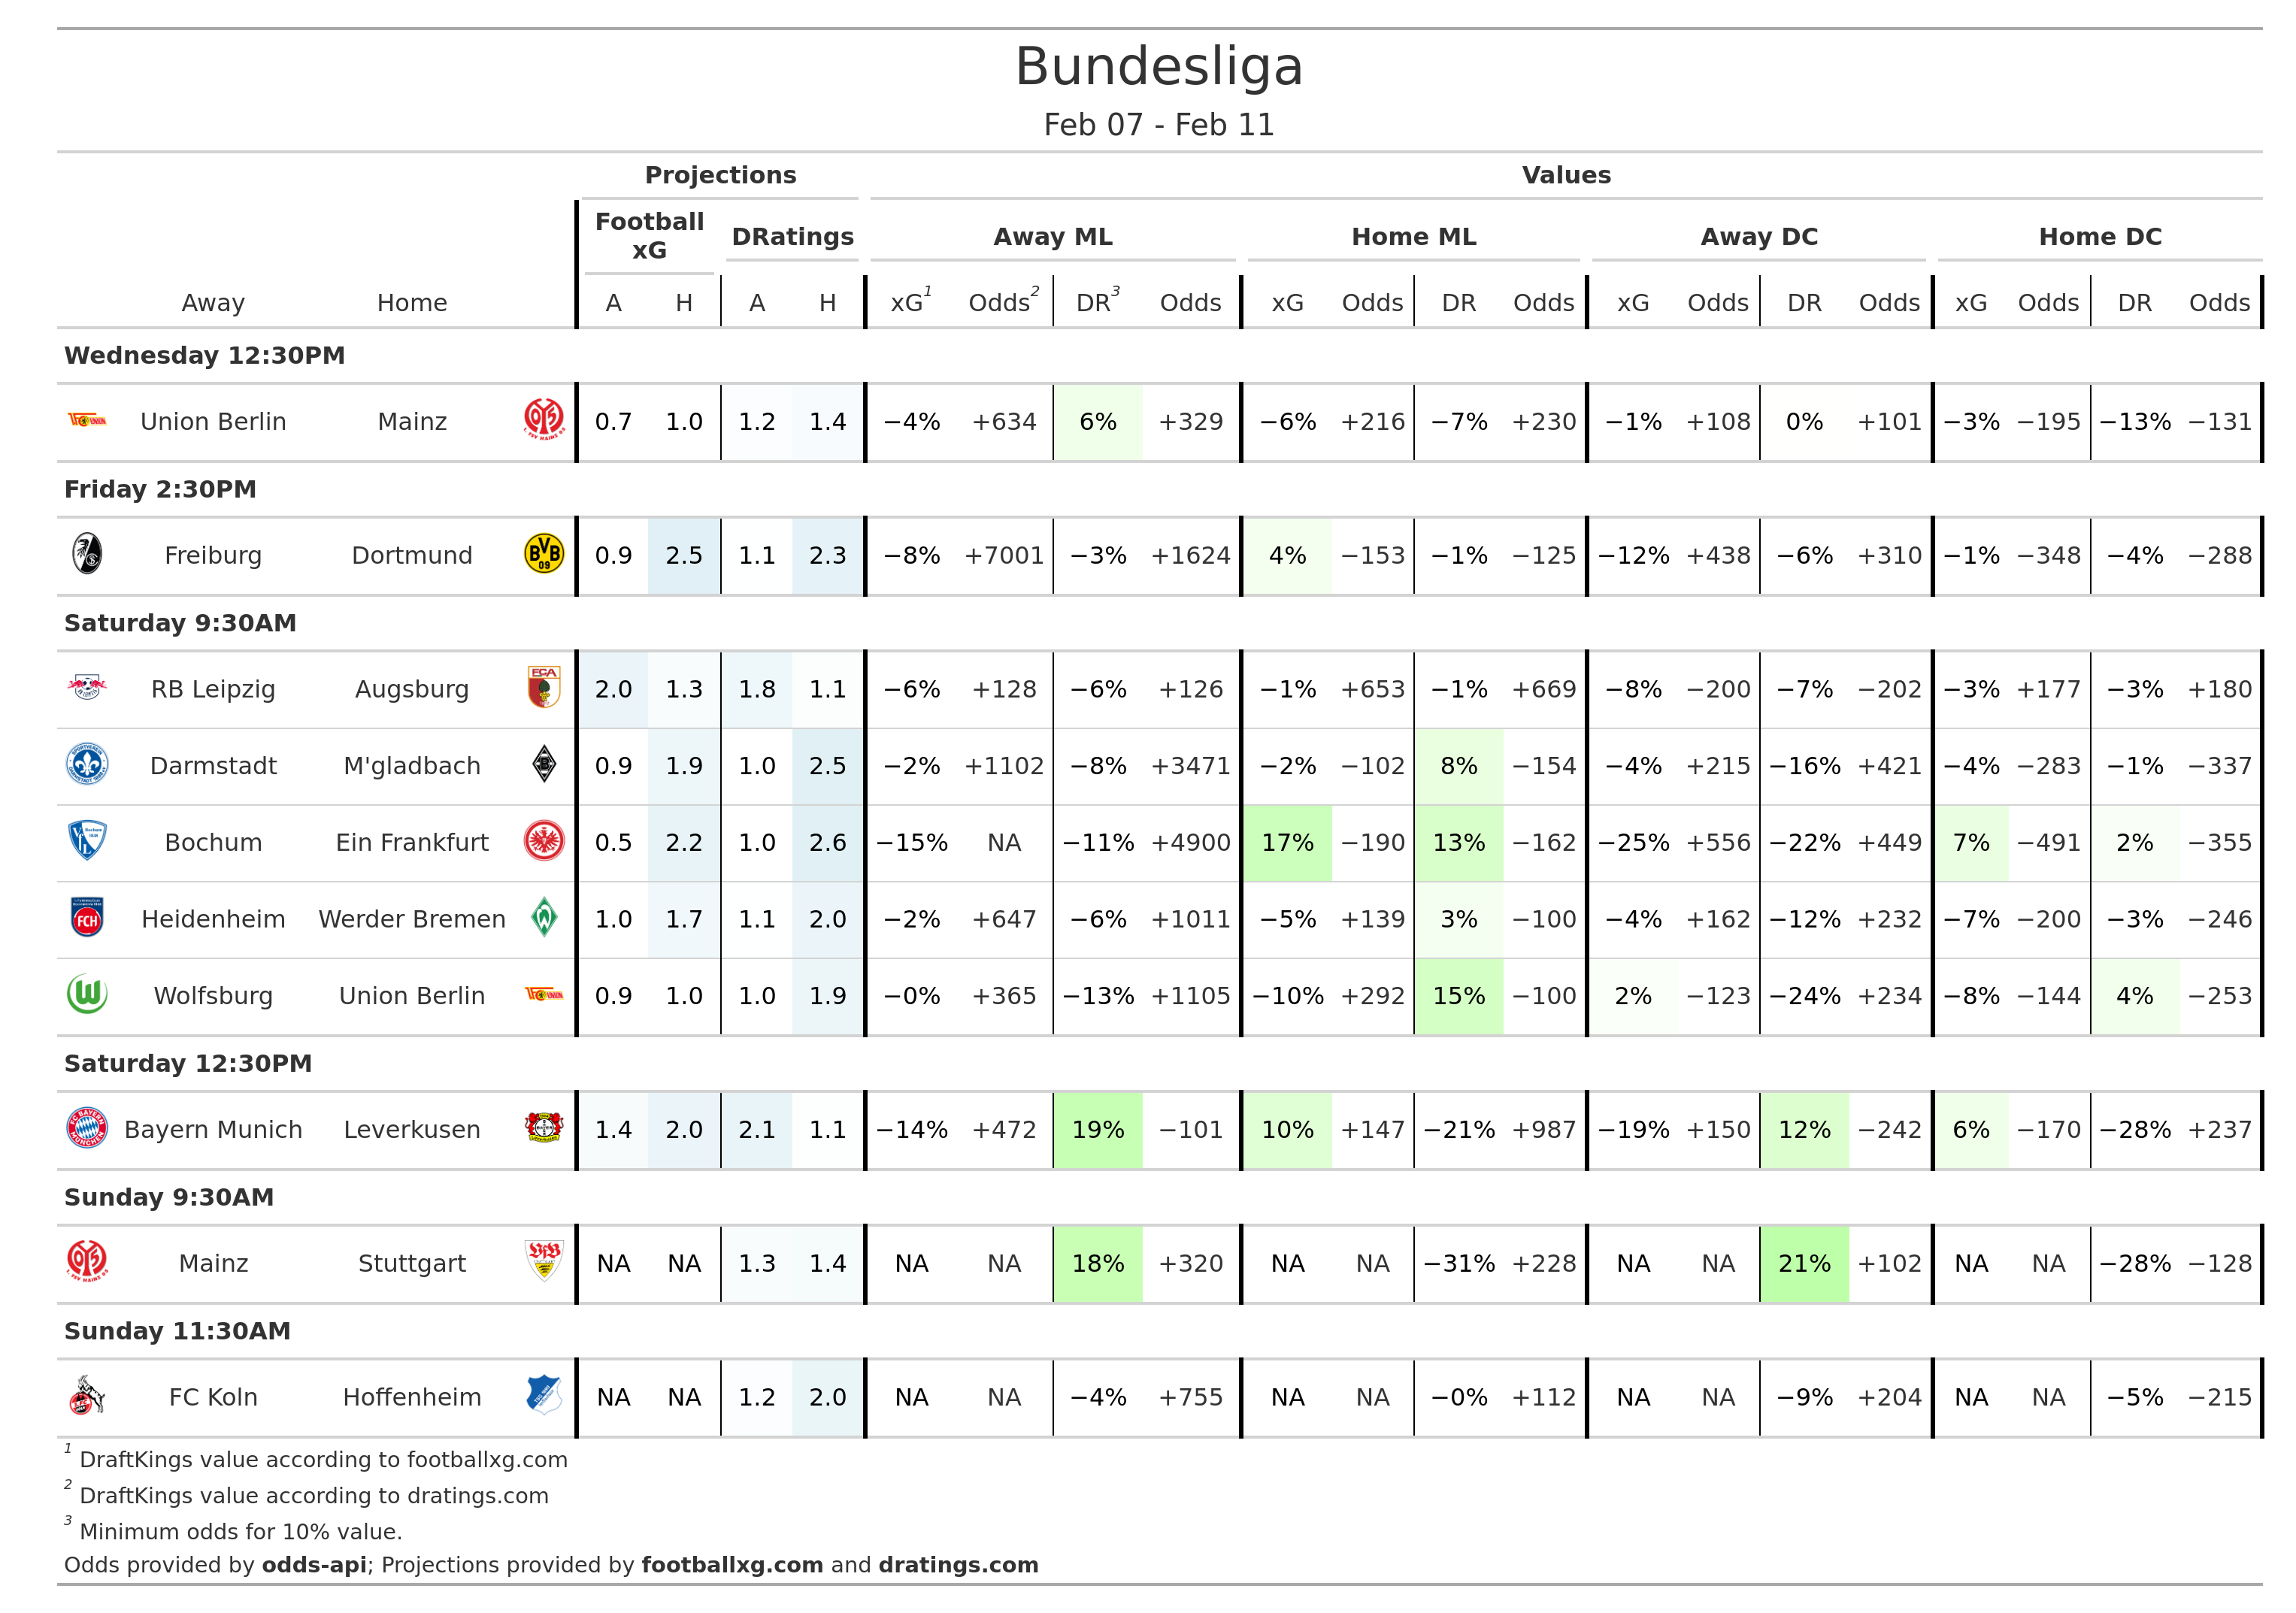 Bundesliga
Feb 07 - Feb 11
Projections Values
Football xG DRatings Away ML Home ML Away DC Home DC
Away Home A H A H xG1 Odds2 DR3 Odds xG Odds DR Odds xG Odds DR Odds xG Odds DR Odds
Wednesday 12:30PM
Union Berlin Mainz 0.7 1.0 1.2 1.4 −4% +634 6% +329 −6% +216 −7% +230 −1% +108 0% +101 −3% −195 −13% −131
Friday 2:30PM
Freiburg Dortmund 0.9 2.5 1.1 2.3 −8% +7001 −3% +1624 4% −153 −1% −125 −12% +438 −6% +310 −1% −348 −4% −288
Saturday 9:30AM
RB Leipzig Augsburg 2.0 1.3 1.8 1.1 −6% +128 −6% +126 −1% +653 −1% +669 −8% −200 −7% −202 −3% +177 −3% +180
Darmstadt M'gladbach 0.9 1.9 1.0 2.5 −2% +1102 −8% +3471 −2% −102 8% −154 −4% +215 −16% +421 −4% −283 −1% −337
Bochum Ein Frankfurt 0.5 2.2 1.0 2.6 −15% NA −11% +4900 17% −190 13% −162 −25% +556 −22% +449 7% −491 2% −355
Heidenheim Werder Bremen 1.0 1.7 1.1 2.0 −2% +647 −6% +1011 −5% +139 3% −100 −4% +162 −12% +232 −7% −200 −3% −246
Wolfsburg Union Berlin 0.9 1.0 1.0 1.9 −0% +365 −13% +1105 −10% +292 15% −100 2% −123 −24% +234 −8% −144 4% −253
Saturday 12:30PM
Bayern Munich Leverkusen 1.4 2.0 2.1 1.1 −14% +472 19% −101 10% +147 −21% +987 −19% +150 12% −242 6% −170 −28% +237
Sunday 9:30AM
Mainz Stuttgart NA NA 1.3 1.4 NA NA 18% +320 NA NA −31% +228 NA NA 21% +102 NA NA −28% −128
Sunday 11:30AM
FC Koln Hoffenheim NA NA 1.2 2.0 NA NA −4% +755 NA NA −0% +112 NA NA −9% +204 NA NA −5% −215
1 DraftKings value according to footballxg.com
2 DraftKings value according to dratings.com
3 Minimum odds for 10% value.
Odds provided by odds-api; Projections provided by footballxg.com and dratings.com